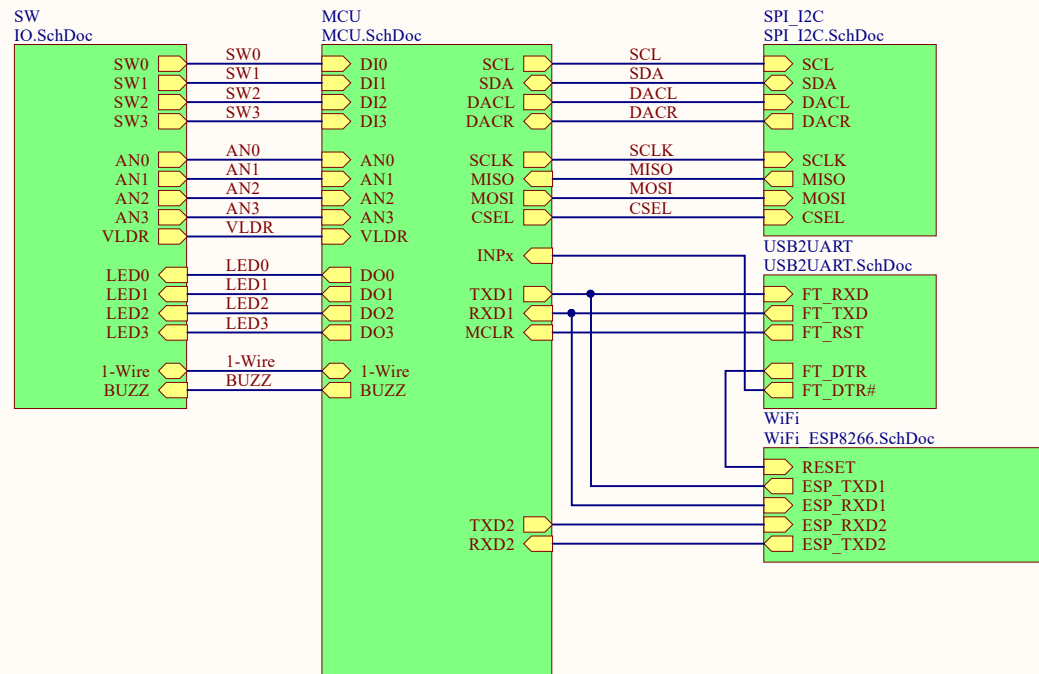 SW
IO.SchDoc
SW0
SW1
SW2
SW3
AN0
AN1
AN2
AN3
VLDR
LED0
LED1
LED2
LED3
1-Wire
BUZZ
SW0
SW1
SW2
SW3
AN0
AN1
AN2
AN3
VLDR
LED0
LED1
LED2
LED3
1-Wire
BUZZ
MCU
MCU.SchDoc
DI0
DI1
DI2
DI3
AN0
AN1
AN2
AN3
VLDR
DO0
DO1
DO2
DO3
1-Wire
BUZZ
SCL
SDA
DACL
DACR
SCLK
MISO
MOSI
CSEL
INPx
TXD1
RXD1
MCLR
TXD2
RXD2
SCL
SDA
DACL
DACR
SCLK
MISO
MOSI
CSEL
SPI_I2C
SPI_I2C.SchDoc
SCL
SDA
DACL
DACR
SCLK
MISO
MOSI
CSEL
USB2UART
USB2UART.SchDoc
FT_RXD
FT_TXD
FT_RST
FT_DTR
FT_DTR#
WiFi
WiFi_ESP8266.SchDoc
RESET
ESP_TXD1
ESP_RXD1
ESP_RXD2
ESP_TXD2